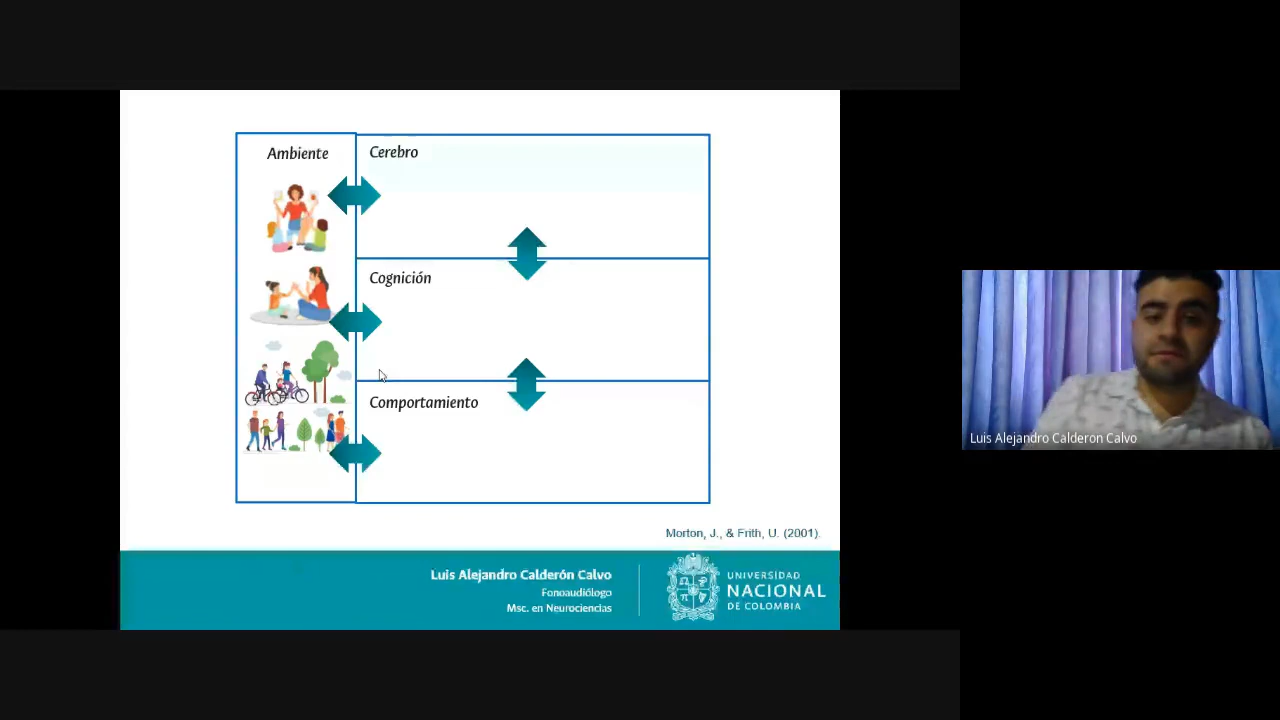 Ambiente
Cerebro
Cognición
Comportamiento
Morton, J., & Frith, U. (2001).
Luis Alejandro Calderón Calvo
Fonoaudiólogo
Msc. en Neurociencias
UNIVERSIDAD
NACIONAL
DE COLOMBIA
Luis Alejandro Calderon Calvo